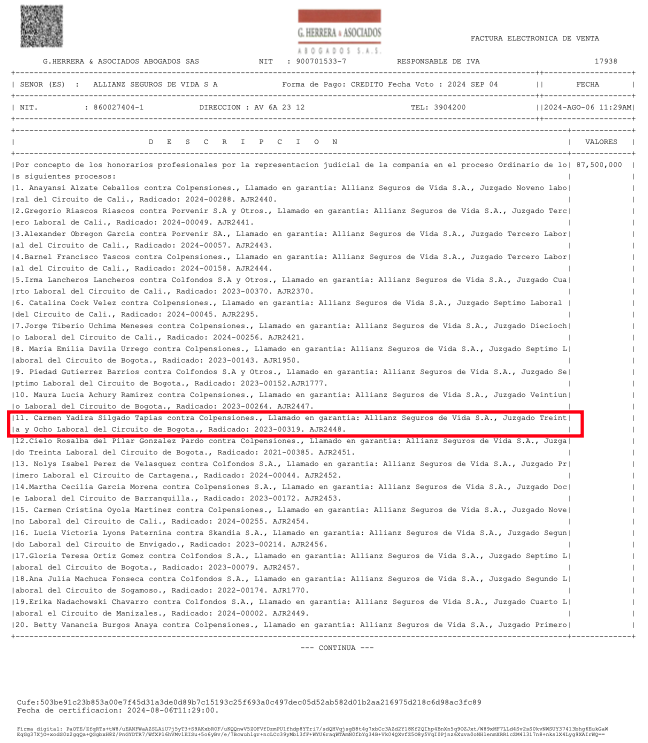 G. HERRERA & ASOCIADOS
ABOGADOS S.A.S.
FACTURA ELECTRONICA DE VENTA
G.HERRERA & ASOCIADOS ABOGADOS SAS NIT : 900701533-7 RESPONSABLE DE IVA 17938
SENOR (ES) : ALLIANZ SEGUROS DE VIDA S A Forma de Pago: CREDITO Fecha Vcto : 2024 SEP 04 || FECHA
NIT. : 860027404-1 DIRECCION : AV 6A 23 12 TEL: 3904200 ||2024-AGO-06 11:29AM|
D E S C R I P C I O N | VALORES
|Por concepto de los honorarios profesionales por la representacion judicial de la compania en el proceso Ordinario de lo| 87,500,000 |
|s siguientes procesos:
|1. Anayansi Alzate Ceballos contra Colpensiones., Llamado en garantia: Allianz Seguros de Vida S.A., Juzgado Noveno labo|
|ral del Circuito de Cali., Radicado: 2024-00288. AJR2440.
|2.Gregorio Riascos Riascos contra Porvenir S.A y Otros., Llamado en garantia: Allianz Seguros de Vida S.A., Juzgado Terc|
|ero Laboral de Cali., Radicado: 2024-00049. AJR2441.
|3.Alexander Obregon Garcia contra Porvenir SA., Llamado en garantia: Allianz Seguros de Vida S.A., Juzgado Tercero Labor|
|al del Circuito de Cali., Radicado: 2024-00057. AJR2443.
|4.Barnel Francisco Tascos contra Colpensiones., Llamado en garantia: Allianz Seguros de Vida S.A., Juzgado Tercero Labor|
|al del Circuito de Cali., Radicado: 2024-00158. AJR2444.
|5.Irma Lancheros Lancheros contra Colfondos S.A y Otros., Llamado en garantia: Allianz Seguros de Vida S.A., Juzgado Cua|
|rto Laboral del Circuito de Cali., Radicado: 2023-00370. AJR2370.
|6. Catalina Cock Velez contra Colpensiones., Llamado en garantia: Allianz Seguros de Vida S.A., Juzgado Septimo Laboral |
|del Circuito de Cali., Radicado: 2024-00045. AJR2295.
|7.Jorge Tiberio Uchima Meneses contra Colpensiones., Llamado en garantia: Allianz Seguros de Vida S.A., Juzgado Diecioch|
|o Laboral del Circuito de Cali., Radicado: 2024-00256. AJR2421.
|8. Maria Emilia Davila Urrego contra Colpensiones., Llamado en garantia: Allianz Seguros de Vida S.A., Juzgado Septimo L|
|aboral del Circuito de Bogota., Radicado: 2023-00143. AJR1950.
|9. Piedad Gutierrez Barrios contra Colfondos S.A y Otros., Llamado en garantia: Allianz Seguros de Vida S.A., Juzgado Se|
|ptimo Laboral del Circuito de Bogota., Radicado: 2023-00152.AJR1777.
|10. Maura Lucia Achury Ramirez contra Colpensiones., Llamado en garantia: Allianz Seguros de Vida S.A., Juzgado Veintiun|
|o Laboral del Circuito de Bogota., Radicado: 2023-00264. AJR2447.
|11. Carmen Yadira Silgado Tapias contra Colpensiones., Llamado en garantia: Allianz Seguros de Vida S.A., Juzgado Treint|
|a y Ocho Laboral del Circuito de Bogota., Radicado: 2023-00319. AJR2448.
|12.Cielo Rosalba del Pilar Gonzalez Pardo contra Colpensiones., Llamado en garantia: Allianz Seguros de Vida S.A., Juzga|
|do Treinta Laboral del Circuito de Bogota., Radicado: 2021-00385. AJR2451.
|13. Nolys Isabel Perez de Velasquez contra Colfondos S.A., Llamado en garantia: Allianz Seguros de Vida S.A., Juzgado Pr|
|imero Laboral del Circuito de Cartagena., Radicado: 2024-00044. AJR2452.
|14.Martha Cecilia Garcia Morena contra Colpensiones S.A., Llamado en garantia: Allianz Seguros de Vida S.A., Juzgado Doc|
|e Laboral del Circuito de Barranquilla., Radicado: 2023-00172. AJR2453.
|15. Carmen Cristina Oyola Martinez contra Colfondos S.A., Llamado en garantia: Allianz Seguros de Vida S.A., Juzgado Nove|
|no Laboral del Circuito de Cali., Radicado: 2024-00255. AJR2454.
|16. Lucia Victoria Lyons Paternina contra Skandia S.A., Llamado en garantia: Allianz Seguros de Vida S.A., Juzgado Segun|
|do Laboral del Circuito de Envigado., Radicado: 2023-00214. AJR2456.
|17.Gloria Teresa Ortiz Gomez contra Colfondos S.A., Llamado en garantia: Allianz Seguros de Vida S.A., Juzgado Septimo L|
|aboral del Circuito de Bogota., Radicado: 2023-00079. AJR2457.
|18.Ana Julia Machuca Fonseca contra Colfondos S.A., Llamado en garantia: Allianz Seguros de Vida S.A., Juzgado Segundo L|
|aboral del Circuito de Sogamoso., Radicado: 2022-00174. AJR1770.
|19.Erika Nadachowski Chavarro contra Colfondos S.A., Llamado en garantia: Allianz Seguros de Vida S.A., Juzgado Cuarto L|
|aboral el Circuito de Manizales., Radicado: 2024-00002. AJR2449.
|20. Betty Vanancia Burgos Anaya contra Colpensiones., Llamado en garantia: Allianz Seguros de Vida S.A., Juzgado Primero|
--- CONTINUA ---
Cufe:503be91c23b853a00e7f45d31a3de0d89b7c15193c25f693a0c497dec05d52ab582d01b2aa216975d218c6d98ac3fc89
Fecha de certificacion: 2024-08-06T11:29:00.
Firma digital: